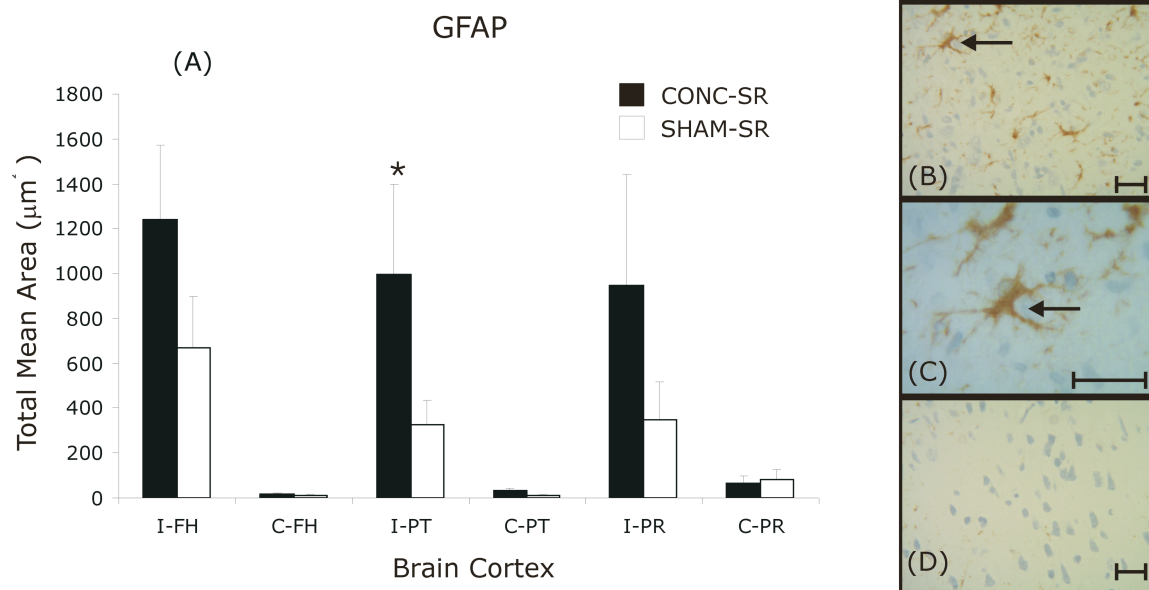 GFAP
(A)
CONC-SR
SHAM-SR
Total Mean Area (μm²)
1800
1600
1400
1200
1000
800
600
400
200
0
*
I-FH C-FH I-PT C-PT I-PR C-PR
Brain Cortex
(B)
(C)
(D)